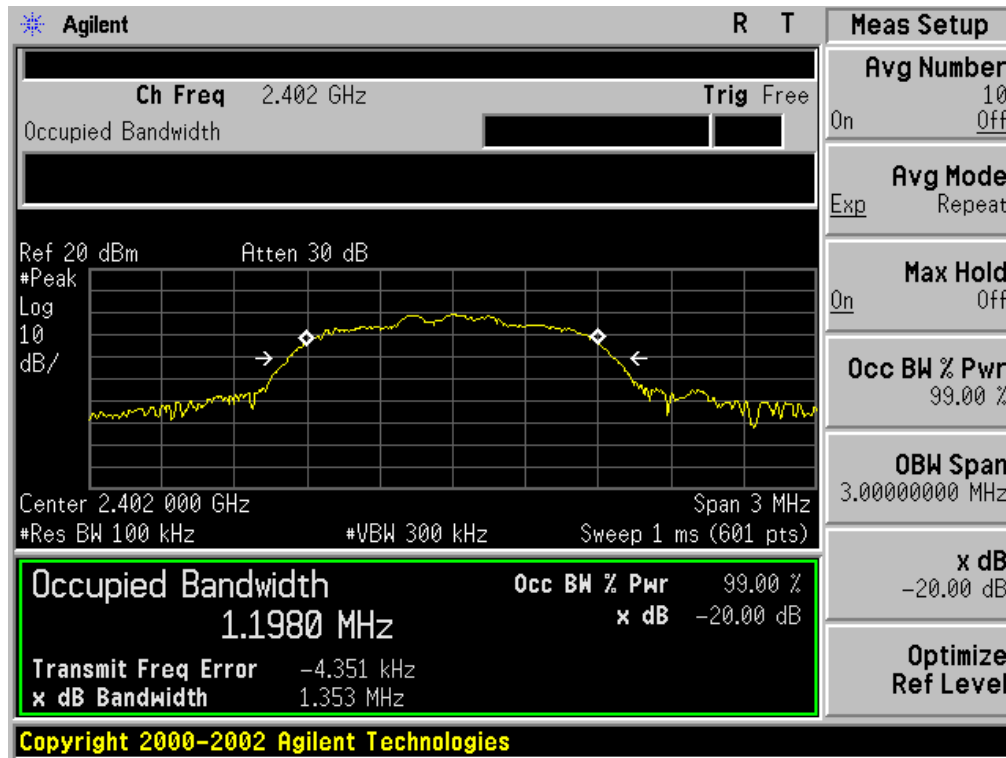 Agilent R T
Ch Freq 2.402 GHz Trig Free
Occupied Bandwidth
Ref 20 dBm Atten 30 dB
#Peak
Log
10
dB/
Center 2.402 000 GHz Span 3 MHz
#Res BW 100 kHz #VBW 300 kHz Sweep 1 ms (601 pts)
Occupied Bandwidth Occ BW % Pwr 99.00 %
1.1980 MHz x dB -20.00 dB
Transmit Freq Error -4.351 kHz
x dB Bandwidth 1.353 MHz
Copyright 2000-2002 Agilent Technologies
Meas Setup
Avg Number
10
On Off
Avg Mode
Exp Repeat
Max Hold
On Off
Occ BW % Pwr
99.00 %
OBW Span
3.00000000 MHz
x dB
-20.00 dB
Optimize
Ref Level